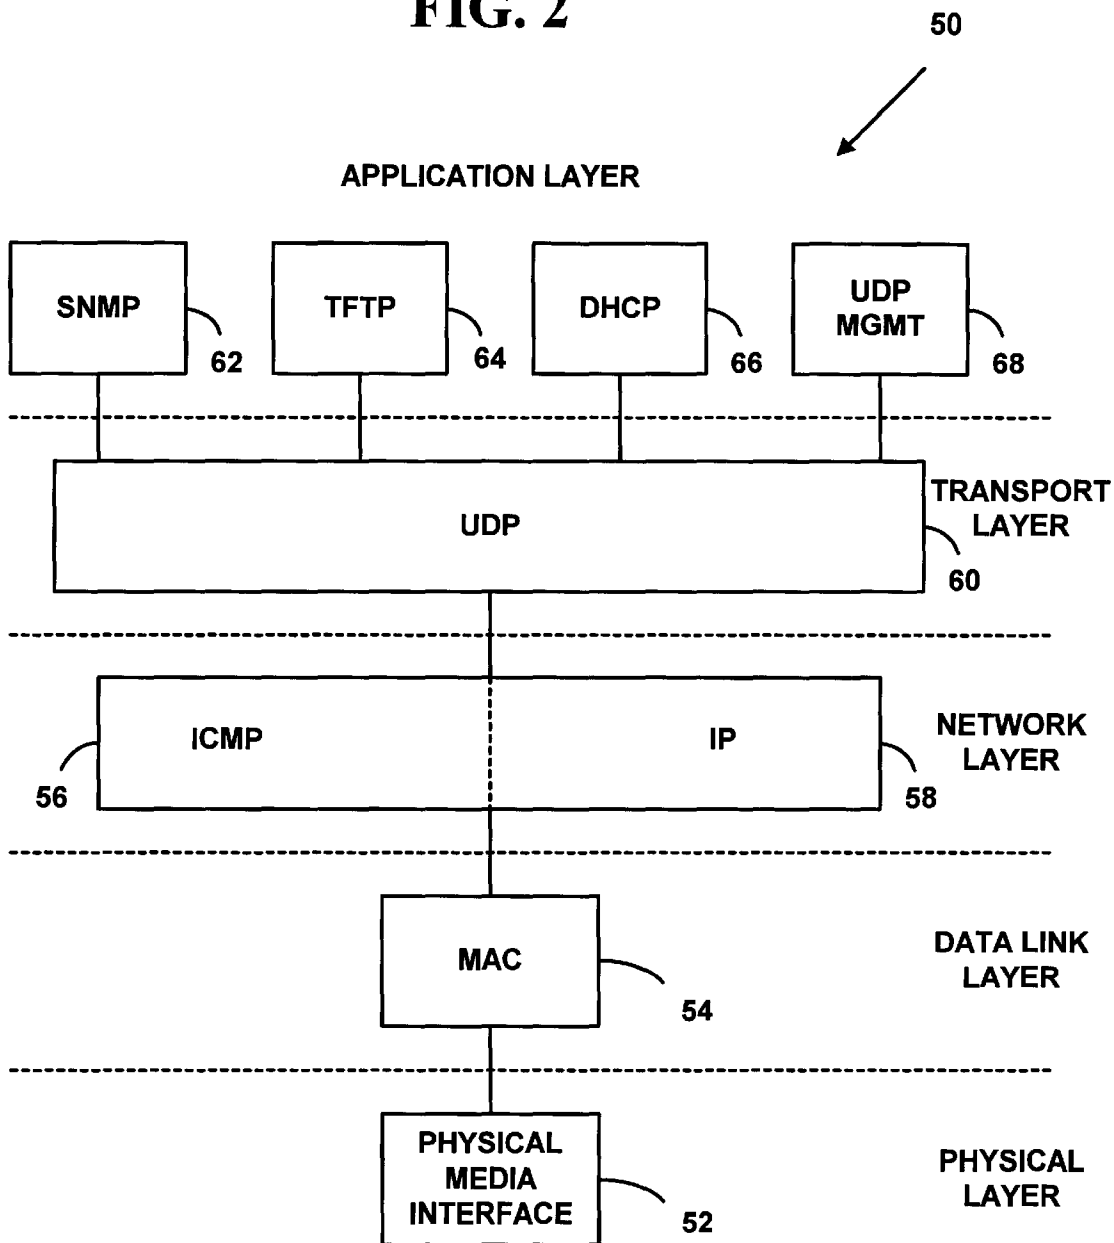 FIG. 2
50
APPLICATION LAYER
SNMP
62
TFTP
64
DHCP
66
UDP
MGMT
68
UDP
TRANSPORT
LAYER
60
ICMP
56
IP
58
NETWORK
LAYER
MAC
54
DATA LINK
LAYER
PHYSICAL
MEDIA
INTERFACE
52
PHYSICAL
LAYER